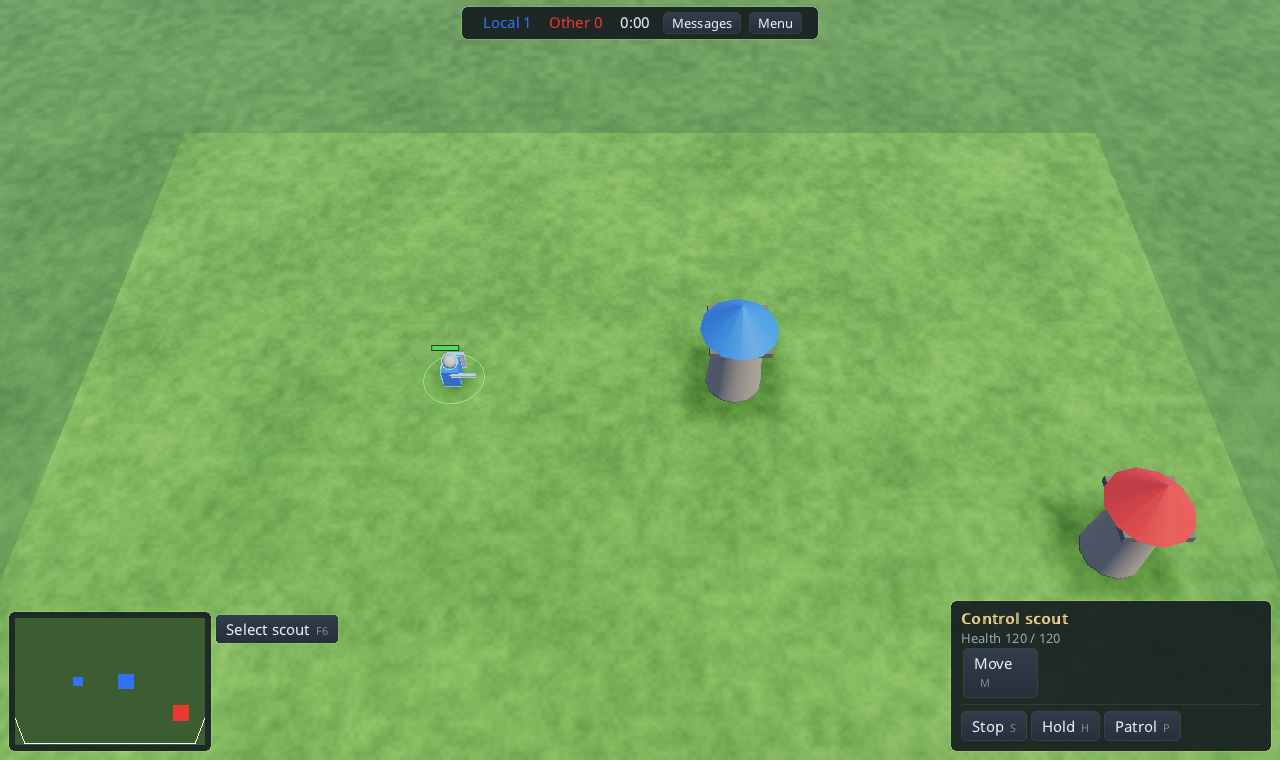 Local 1 Other 0 0:00 Messages Menu
Select scout F6
Control scout
Health 120 / 120
Move
M
Stop S Hold H Patrol P